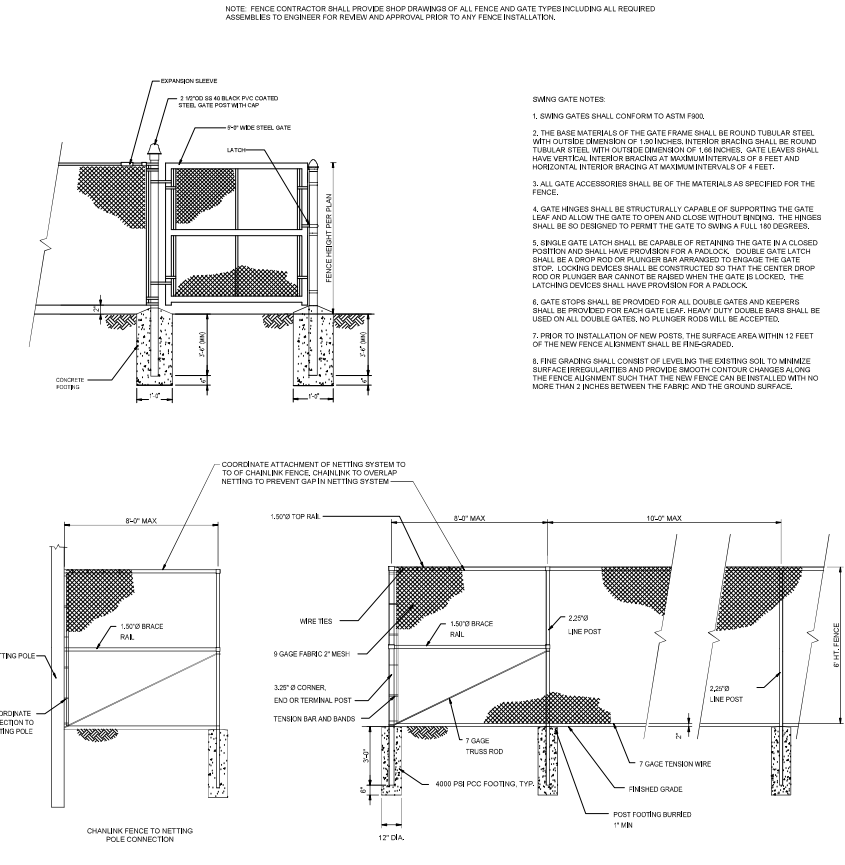 NOTE: FENCE CONTRACTOR SHALL PROVIDE SHOP DRAWINGS OF ALL FENCE AND GATE TYPES INCLUDING ALL REQUIRED
ASSEMBLIES TO ENGINEER FOR REVIEW AND APPROVAL PRIOR TO ANY FENCE INSTALLATION.
EXPANSION SLEEVE
2 1/2"OD SS 40 BLACK PVC COATED
STEEL GATE POST WITH CAP
5'-0" WIDE STEEL GATE
LATCH
FENCE HEIGHT PER PLAN
2"
3'-6" (MIN)
6"
3'-6" (MIN)
6"
CONCRETE
FOOTING
1'-0"
1'-0"
SWING GATE NOTES:
1. SWING GATES SHALL CONFORM TO ASTM F900.
2. THE BASE MATERIALS OF THE GATE FRAME SHALL BE ROUND TUBULAR STEEL
WITH OUTSIDE DIMENSION OF 1.90 INCHES. INTERIOR BRACING SHALL BE ROUND
TUBULAR STEEL WITH OUTSIDE DIMENSION OF 1.66 INCHES. GATE LEAVES SHALL
HAVE VERTICAL INTERIOR BRACING AT MAXIMUM INTERVALS OF 8 FEET AND
HORIZONTAL INTERIOR BRACING AT MAXIMUM INTERVALS OF 4 FEET.
3. ALL GATE ACCESSORIES SHALL BE OF THE MATERIALS AS SPECIFIED FOR THE
FENCE.
4. GATE HINGES SHALL BE STRUCTURALLY CAPABLE OF SUPPORTING THE GATE
LEAF AND ALLOW THE GATE TO OPEN AND CLOSE WITHOUT BINDING. THE HINGES
SHALL BE SO DESIGNED TO PERMIT THE GATE TO SWING A FULL 180 DEGREES.
5. SINGLE GATE LATCH SHALL BE CAPABLE OF RETAINING THE GATE IN A CLOSED
POSITION AND SHALL HAVE PROVISION FOR A PADLOCK. DOUBLE GATE LATCH
SHALL BE A DROP ROD OR PLUNGER BAR ARRANGED TO ENGAGE THE GATE
STOP. LOCKING DEVICES SHALL BE CONSTRUCTED SO THAT THE CENTER DROP
ROD OR PLUNGER BAR CANNOT BE RAISED WHEN THE GATE IS LOCKED. THE
LATCHING DEVICES SHALL HAVE PROVISION FOR A PADLOCK.
6. GATE STOPS SHALL BE PROVIDED FOR ALL DOUBLE GATES AND KEEPERS
SHALL BE PROVIDED FOR EACH GATE LEAF. HEAVY DUTY DOUBLE BARS SHALL BE
USED ON ALL DOUBLE GATES. NO PLUNGER RODS WILL BE ACCEPTED.
7. PRIOR TO INSTALLATION OF NEW POSTS, THE SURFACE AREA WITHIN 12 FEET
OF THE NEW FENCE ALIGNMENT SHALL BE FINE-GRADED.
8. FINE GRADING SHALL CONSIST OF LEVELING THE EXISTING SOIL TO MINIMIZE
SURFACE IRREGULARITIES AND PROVIDE SMOOTH CONTOUR CHANGES ALONG
THE FENCE ALIGNMENT SUCH THAT THE NEW FENCE CAN BE INSTALLED WITH NO
MORE THAN 2 INCHES BETWEEN THE FABRIC AND THE GROUND SURFACE.
COORDINATE ATTACHMENT OF NETTING SYSTEM TO
TO OF CHAINLINK FENCE, CHAINLINK TO OVERLAP
NETTING TO PREVENT GAP IN NETTING SYSTEM
8'-0" MAX
1.50"Ø BRACE
RAIL
TTING POLE
ORDINATE
ECTION TO
TTING POLE
CHANLINK FENCE TO NETTING
POLE CONNECTION
1.50"Ø TOP RAIL
8'-0" MAX
10'-0" MAX
WIRE TIES
1.50"Ø BRACE
RAIL
2.25"Ø
LINE POST
9 GAGE FABRIC 2" MESH
3.25" Ø CORNER,
END OR TERMINAL POST
TENSION BAR AND BANDS
2.25"Ø
LINE POST
6' HT. FENCE
7 GAGE
TRUSS ROD
2"
7 GAGE TENSION WIRE
3'-0"
6"
4000 PSI PCC FOOTING, TYP.
FINISHED GRADE
POST FOOTING BURRIED
1" MIN
12" DIA.